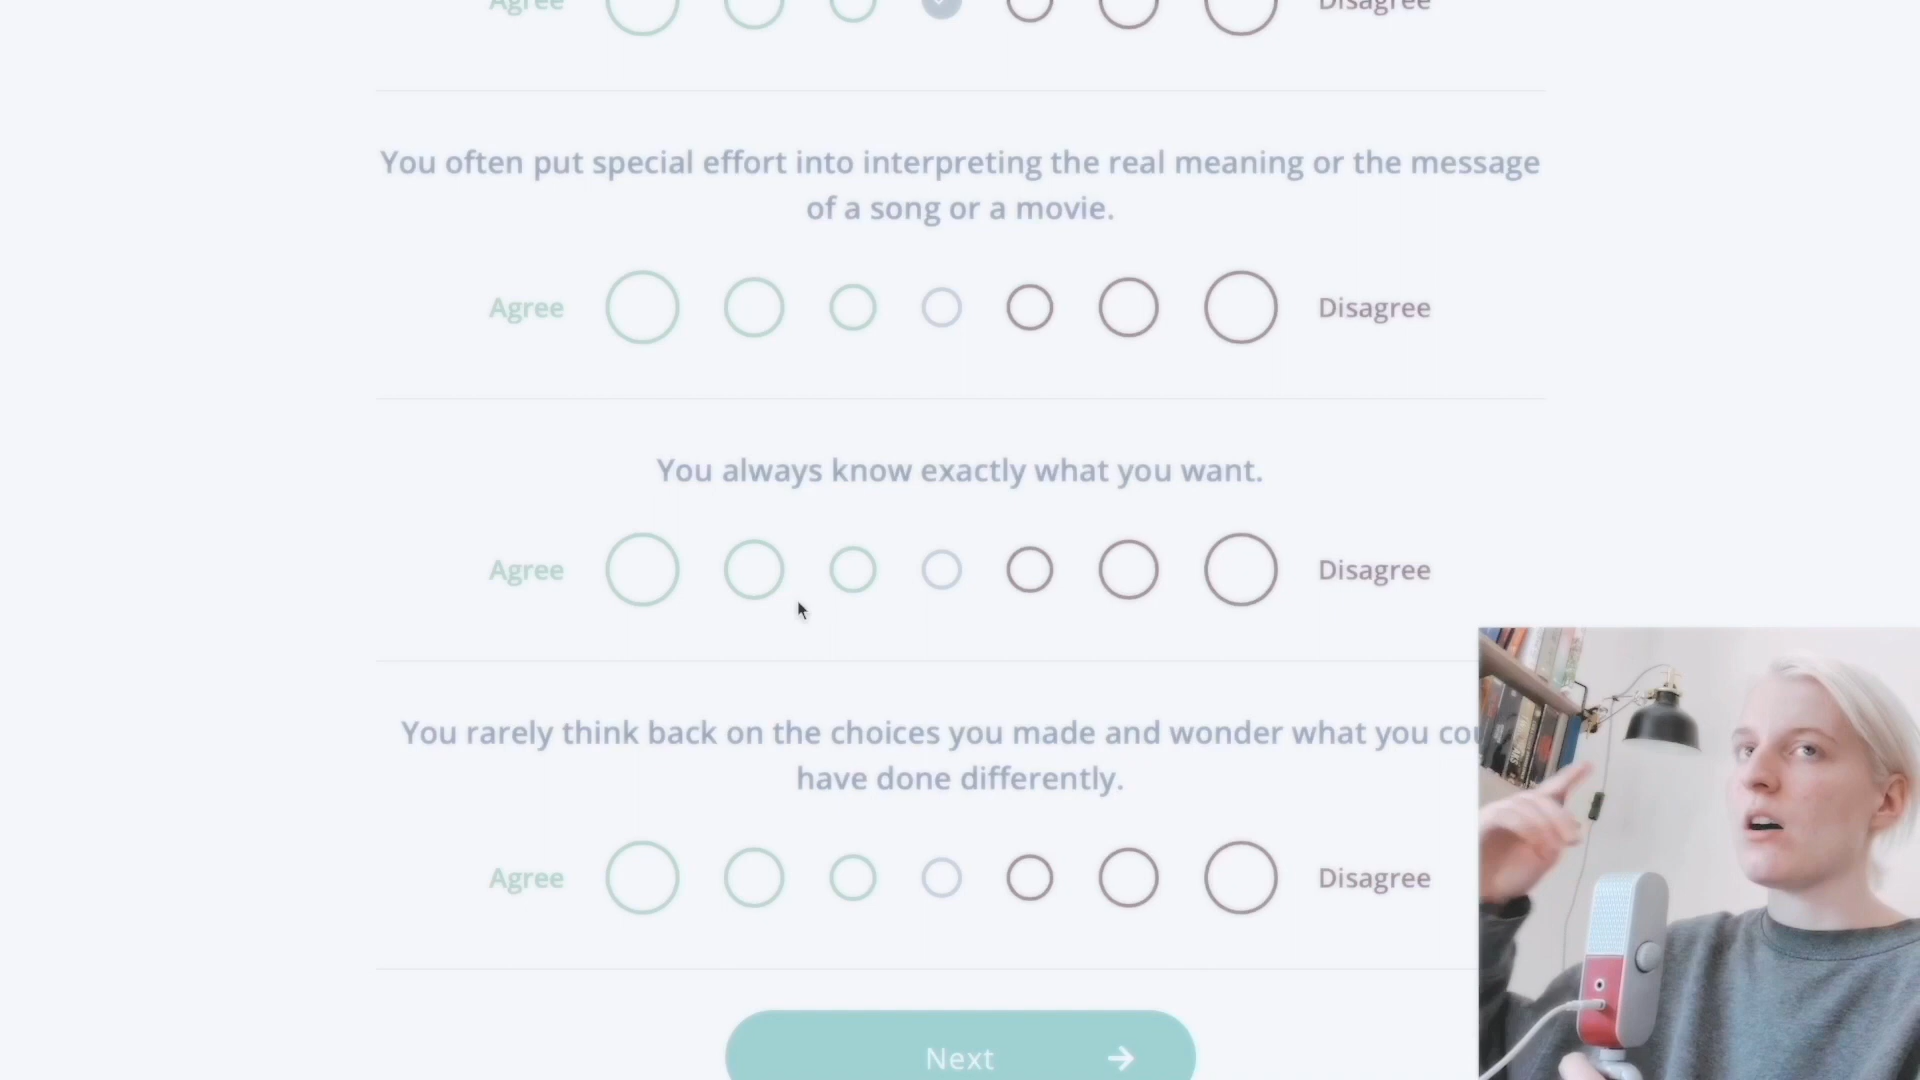 Agree Disagree
You often put special effort into interpreting the real meaning or the message
of a song or a movie.
Agree Disagree
You always know exactly what you want.
Agree Disagree
You rarely think back on the choices you made and wonder what you
have done differently.
Agree Disagree
Next